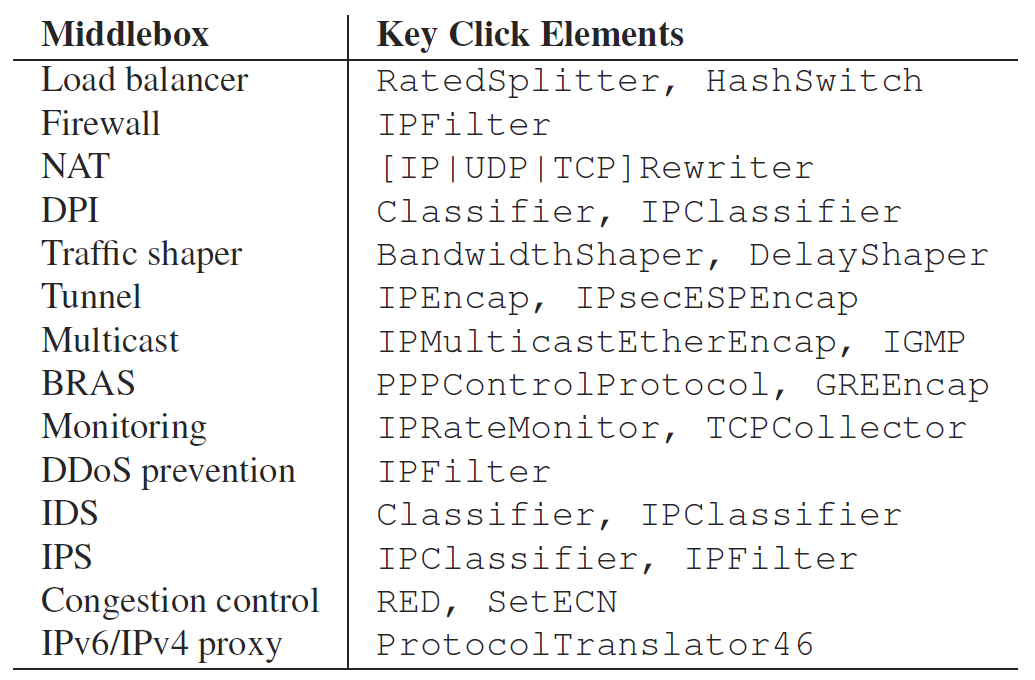 Middlebox Key Click Elements
Load balancer RatedSplitter, HashSwitch
Firewall IPFilter
NAT [IP|UDP|TCP]Rewriter
DPI Classifier, IPClassifier
Traffic shaper BandwidthShaper, DelayShaper
Tunnel IPEncap, IPsecESPEncap
Multicast IPMulticastEtherEncap, IGMP
BRAS PPPControlProtocol, GREEncap
Monitoring IPRateMonitor, TCPCollector
DDoS prevention IPFilter
IDS Classifier, IPClassifier
IPS IPClassifier, IPFilter
Congestion control RED, SetECN
IPv6/IPv4 proxy ProtocolTranslator46